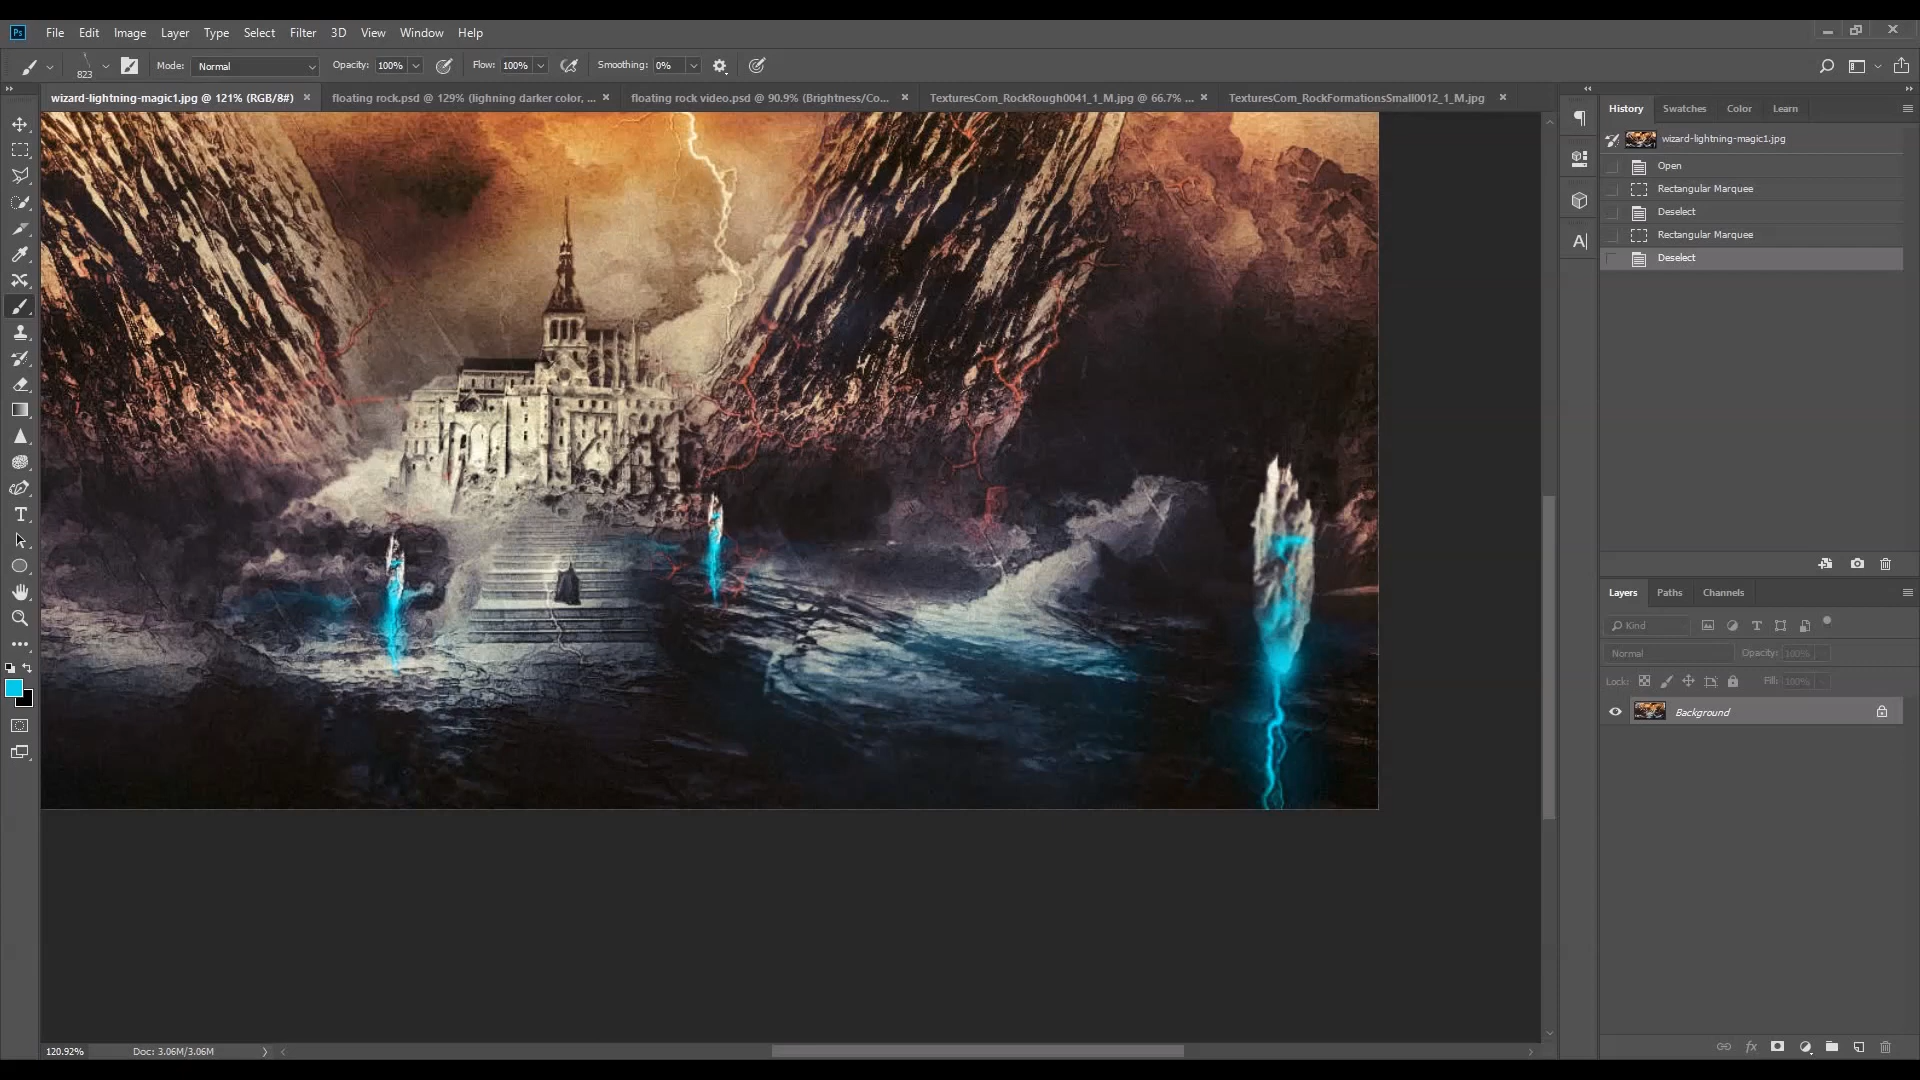 Ps File Edit Image Layer Type Select Filter 3D View Window Help
823 Mode: Normal Opacity: 100% Flow: 100% Smoothing: 0%
wizard-lightning-magic1.jpg @ 121% (RGB/8#) floating rock.psd @ 129% (lighning darker color, ... floating rock video.psd @ 90.9% (Brightness/Co... TexturesCom_RockRough0041_1_M.jpg @ 66.7% ... TexturesCom_RockFormationsSmall0012_1_M.jpg
History Swatches Color Learn
wizard-lightning-magic1.jpg
Open
Rectangular Marquee
Deselect
Rectangular Marquee
Deselect
Layers Paths Channels
Kind
Normal Opacity: 100%
Lock: Fill: 100%
Background
120.92% Doc: 3.06M/3.06M